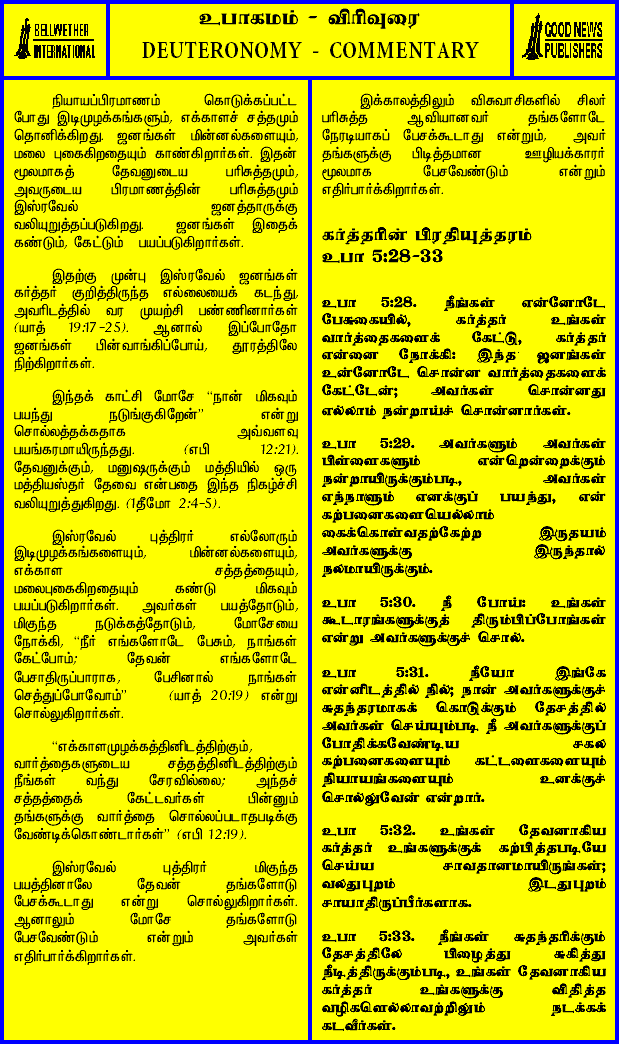 BELLWETHER
INTERNATIONAL
உபாகமம் - விரிவுரை
DEUTERONOMY - COMMENTARY
GOOD NEWS
PUBLISHERS
நியாயப்பிரமாணம் கொடுக்கப்பட்ட
போது இடிமுழக்கங்களும், எக்காளச் சத்தமும்
தொனிக்கிறது. ஜனங்கள் மின்னல்களையும்,
மலை புகைகிறதையும் காண்கிறார்கள். இதன்
மூலமாகத் தேவனுடைய பரிசுத்தமும்,
அவருடைய பிரமாணத்தின் பரிசுத்தமும்
இஸ்ரவேல் ஜனத்தாருக்கு
வலியுறுத்தப்படுகிறது. ஜனங்கள் இதைக்
கண்டும், கேட்டும் பயப்படுகிறார்கள்.
இதற்கு முன்பு இஸ்ரவேல் ஜனங்கள்
கர்த்தர் குறித்திருந்த எல்லையைக் கடந்து,
அவரிடத்தில் வர முயற்சி பண்ணினார்கள்
(யாத் 19:17-25). ஆனால் இப்போதோ
ஜனங்கள் பின்வாங்கிப்போய், தூரத்திலே
நிற்கிறார்கள்.
இந்தக் காட்சி மோசே "நான் மிகவும்
பயந்து நடுங்குகிறேன்" என்று
சொல்லத்தக்கதாக அவ்வளவு
பயங்கரமாயிருந்தது. (எபி 12:21).
தேவனுக்கும், மனுஷருக்கும் மத்தியில் ஒரு
மத்தியஸ்தர் தேவை என்பதை இந்த நிகழ்ச்சி
வலியுறுத்துகிறது. (1தீமோ 2:4-5).
இஸ்ரவேல் புத்திரர் எல்லோரும்
இடிமுழக்கங்களையும், மின்னல்களையும்,
எக்காள சத்தத்தையும்,
மலைபுகைகிறதையும் கண்டு மிகவும்
பயப்படுகிறார்கள். அவர்கள் பயத்தோடும்,
மிகுந்த நடுக்கத்தோடும், மோசேயை
நோக்கி, "நீர் எங்களோடே பேசும், நாங்கள்
கேட்போம்; தேவன் எங்களோடே
பேசாதிருப்பாராக, பேசினால் நாங்கள்
செத்துப்போவோம்" (யாத் 20:19) என்று
சொல்லுகிறார்கள்.
"எக்காளமுழக்கத்தினிடத்திற்கும்,
வார்த்தைகளுடைய சத்தத்தினிடத்திற்கும்
நீங்கள் வந்து சேரவில்லை; அந்தச்
சத்தத்தைக் கேட்டவர்கள் பின்னும்
தங்களுக்கு வார்த்தை சொல்லப்படாதபடிக்கு
வேண்டிக்கொண்டார்கள்" (எபி 12:19).
இஸ்ரவேல் புத்திரர் மிகுந்த
பயத்தினாலே தேவன் தங்களோடு
பேசக்கூடாது என்று சொல்லுகிறார்கள்.
ஆனாலும் மோசே தங்களோடு
பேசவேண்டும் என்றும் அவர்கள்
எதிர்பார்க்கிறார்கள்.
இக்காலத்திலும் விசுவாசிகளில் சிலர்
பரிசுத்த ஆவியானவர் தங்களோடே
நேரடியாகப் பேசக்கூடாது என்றும், அவர்
தங்களுக்கு பிடித்தமான ஊழியக்காரர்
மூலமாக பேசவேண்டும் என்றும்
எதிர்பார்க்கிறார்கள்.
கர்த்தரின் பிரதியுத்தரம்
உபா 5:28-33
உபா 5:28. நீங்கள் என்னோடே
பேசுகையில், கர்த்தர் உங்கள்
வார்த்தைகளைக் கேட்டு, கர்த்தர்
என்னை நோக்கி: இந்த ஜனங்கள்
உன்னோடே சொன்ன வார்த்தைகளைக்
கேட்டேன்; அவர்கள் சொன்னது
எல்லாம் நன்றாய்ச் சொன்னார்கள்.
உபா 5:29. அவர்களும் அவர்கள்
பிள்ளைகளும் என்றென்றைக்கும்
நன்றாயிருக்கும்படி, அவர்கள்
எந்நாளும் எனக்குப் பயந்து, என்
கற்பனைகளையெல்லாம்
கைக்கொள்வதற்கேற்ற இருதயம்
அவர்களுக்கு இருந்தால்
நலமாயிருக்கும்.
உபா 5:30. நீ போய்: உங்கள்
கூடாரங்களுக்குத் திரும்பிப்போங்கள்
என்று அவர்களுக்குச் சொல்.
உபா 5:31. நீயோ இங்கே
என்னிடத்தில் நில்; நான் அவர்களுக்குச்
சுதந்தரமாகக் கொடுக்கும் தேசத்தில்
அவர்கள் செய்யும்படி நீ அவர்களுக்குப்
போதிக்கவேண்டிய சகல
கற்பனைகளையும் கட்டளைகளையும்
நியாயங்களையும் உனக்குச்
சொல்லுவேன் என்றார்.
உபா 5:32. உங்கள் தேவனாகிய
கர்த்தர் உங்களுக்குக் கற்பித்தபடியே
செய்ய சாவதானமாயிருங்கள்;
வலதுபுறம் இடதுபுறம்
சாயாதிருப்பீர்களாக.
உபா 5:33. நீங்கள் சுதந்தரிக்கும்
தேசத்திலே பிழைத்து சுகித்து
நீடித்திருக்கும்படி, உங்கள் தேவனாகிய
கர்த்தர் உங்களுக்கு விதித்த
வழிகளெல்லாவற்றிலும் நடக்கக்
கடவீர்கள்.